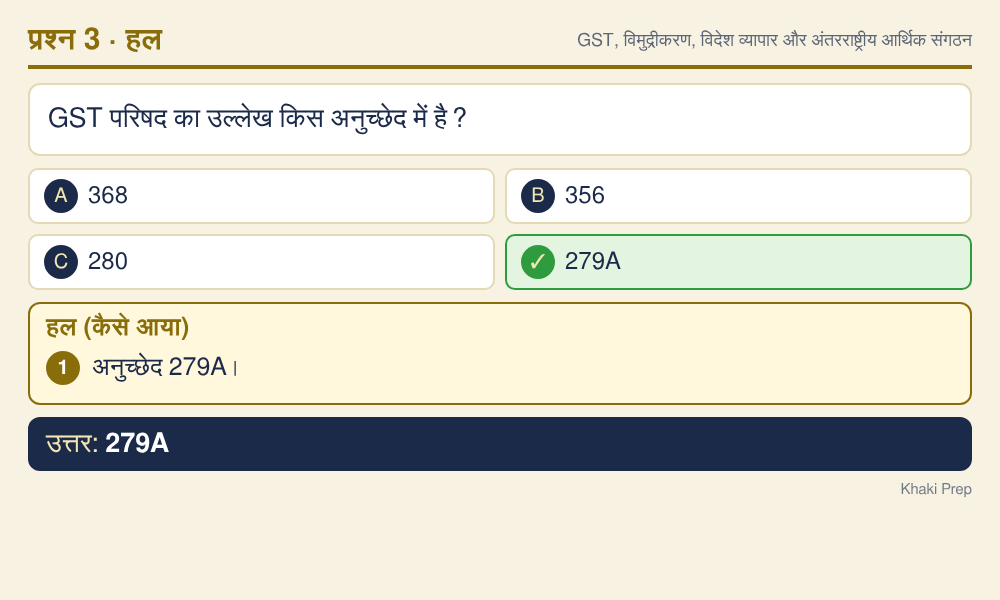 प्रश्न 3 · हल
GST, विमुद्रीकरण, विदेश व्यापार और अंतरराष्ट्रीय आर्थिक संगठन
GST परिषद का उल्लेख किस अनुच्छेद में है ?
A 368
B 356
C 280
✓ 279A
हल (कैसे आया)
1 अनुच्छेद 279A।
उत्तर: 279A
Khaki Prep